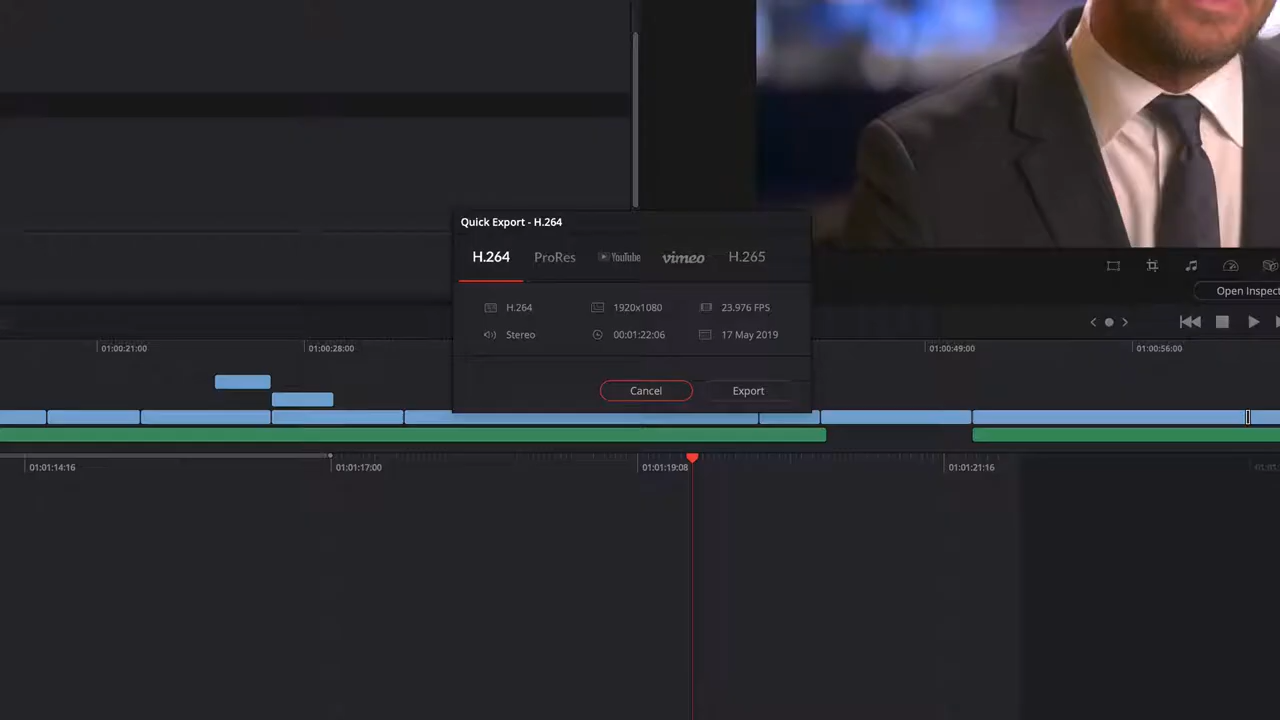 Quick Export - H.264
H.264 ProRes YouTube vimeo H.265
H.264 1920x1080 23.976 FPS
Stereo 00:01:22:06 17 May 2019
Cancel Export
Open Inspect
01:00:21:00 01:00:28:00 01:00:49:00 01:00:56:00
01:01:14:16 01:01:17:00 01:01:19:08 01:01:21:16